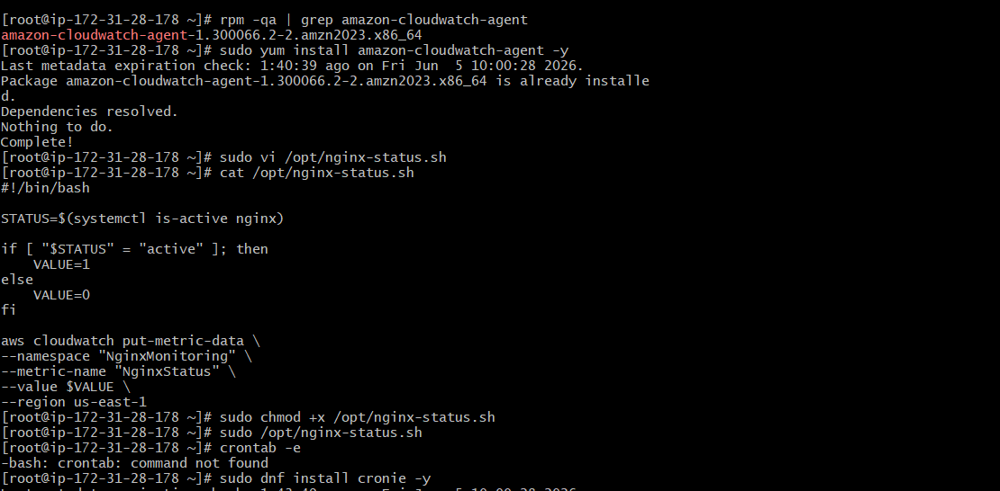 [root@ip-172-31-28-178 ~]# rpm -qa | grep amazon-cloudwatch-agent
amazon-cloudwatch-agent-1.300066.2-2.amzn2023.x86_64
[root@ip-172-31-28-178 ~]# sudo yum install amazon-cloudwatch-agent -y
Last metadata expiration check: 1:40:39 ago on Fri Jun  5 10:00:28 2026.
Package amazon-cloudwatch-agent-1.300066.2-2.amzn2023.x86_64 is already installe
d.
Dependencies resolved.
Nothing to do.
Complete!
[root@ip-172-31-28-178 ~]# sudo vi /opt/nginx-status.sh
[root@ip-172-31-28-178 ~]# cat /opt/nginx-status.sh
#!/bin/bash

STATUS=$(systemctl is-active nginx)

if [ "$STATUS" = "active" ]; then
    VALUE=1
else
    VALUE=0
fi

aws cloudwatch put-metric-data \
--namespace "NginxMonitoring" \
--metric-name "NginxStatus" \
--value $VALUE \
--region us-east-1
[root@ip-172-31-28-178 ~]# sudo chmod +x /opt/nginx-status.sh
[root@ip-172-31-28-178 ~]# sudo /opt/nginx-status.sh
[root@ip-172-31-28-178 ~]# crontab -e
-bash: crontab: command not found
[root@ip-172-31-28-178 ~]# sudo dnf install cronie -y